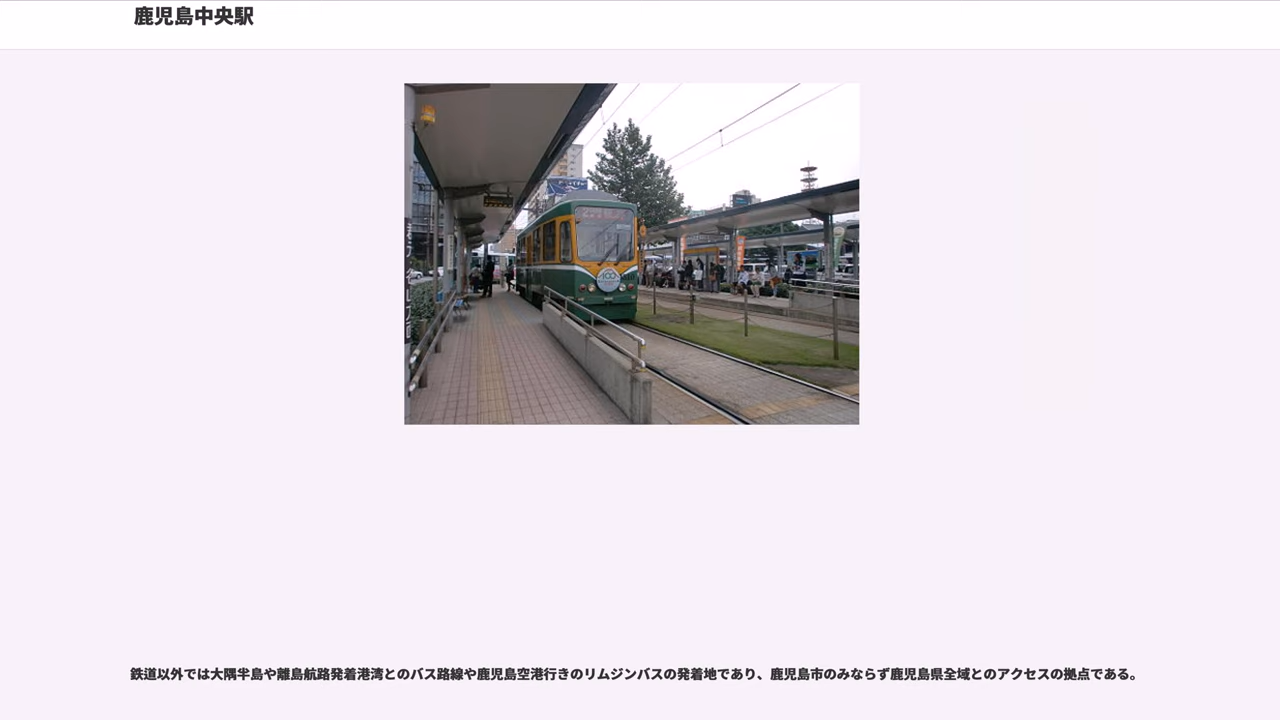 鹿児島中央駅
100
鉄道以外では大隅半島や離島航路発着港湾とのバス路線や鹿児島空港行きのリムジンバスの発着地であり、鹿児島市のみならず鹿児島県全域とのアクセスの拠点である。